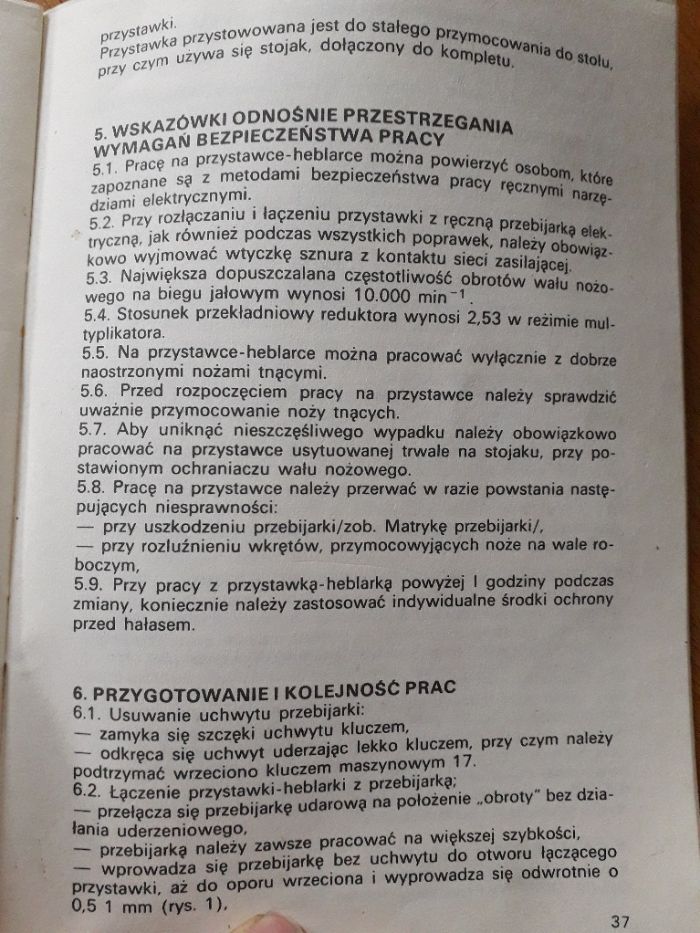 przystawki.
Przystawka przystowowana jest do stałego przymocowania do stołu,
przy czym używa się stojak, dołączony do kompletu.
5. WSKAZÓWKI ODNOŚNIE PRZESTRZEGANIA
WYMAGAŃ BEZPIECZEŃSTWA PRACY
5.1. Pracę na przystawce-heblarce można powierzyć osobom, które
zapoznane są z metodami bezpieczeństwa pracy ręcznymi narzę-
dziami elektrycznymi.
5.2. Przy rozłączaniu i łączeniu przystawki z ręczną przebijarką elek-
tryczną, jak również podczas wszystkich poprawek, należy obowiąz-
kowo wyjmować wtyczkę sznura z kontaktu sieci zasilającej.
5.3. Największa dopuszczalana częstotliwość obrotów wału nożo-
wego na biegu jałowym wynosi 10.000 min⁻¹.
5.4. Stosunek przekładniowy reduktora wynosi 2,53 w reżimie mul-
typlikatora.
5.5. Na przystawce-heblarce można pracować wyłącznie z dobrze
naostrzonymi nożami tnącymi.
5.6. Przed rozpoczęciem pracy na przystawce należy sprawdzić
uważnie przymocowanie noży tnących.
5.7. Aby uniknąć nieszczęśliwego wypadku należy obowiązkowo
pracować na przystawce usytuowanej trwałe na stojaku, przy po-
stawionym ochraniaczu wału nożowego.
5.8. Pracę na przystawce należy przerwać w razie powstania nastę-
pujących niesprawności:
— przy uszkodzeniu przebijarki/zob. Matrykę przebijarki/,
— przy rozluźnieniu wkrętów, przymocowyjących noże na wale ro-
boczym,
5.9. Przy pracy z przystawką-heblarką powyżej I godziny podczas
zmiany, koniecznie należy zastosować indywidualne środki ochrony
przed hałasem.
6. PRZYGOTOWANIE I KOLEJNOŚĆ PRAC
6.1. Usuwanie uchwytu przebijarki:
— zamyka się szczęki uchwytu kluczem,
— odkręca się uchwyt uderzając lekko kluczem, przy czym należy
podtrzymać wrzeciono kluczem maszynowym 17.
6.2. Łączenie przystawki-heblarki z przebijarką;
— przełącza się przebijarkę udarową na położenie „obroty" bez dzia-
łania uderzeniowego,
— przebijarką należy zawsze pracować na większej szybkości,
— wprowadza się przebijarkę bez uchwytu do otworu łączącego
przystawki, aż do oporu wrzeciona i wyprowadza się odwrotnie o
0,5 1 mm (rys. 1),
37